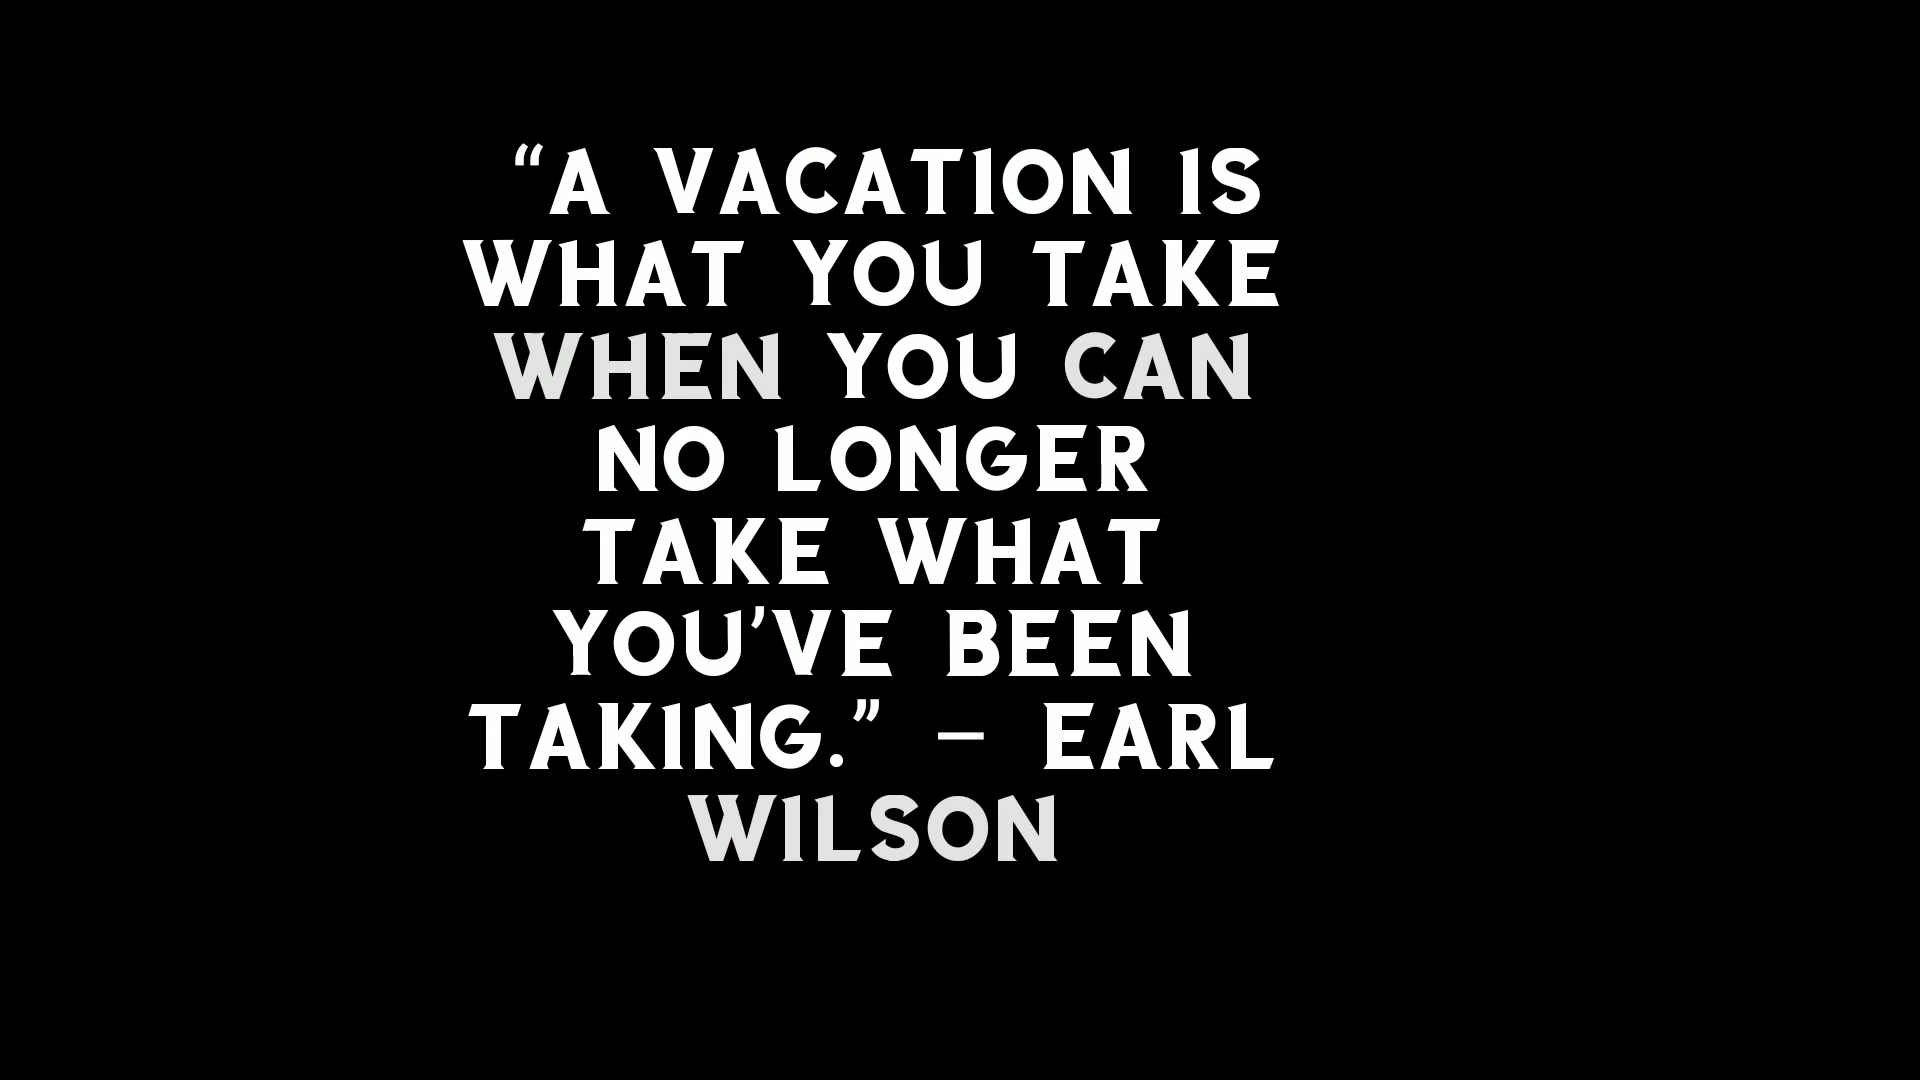 “A VACATION IS
WHAT YOU TAKE
WHEN YOU CAN
NO LONGER
TAKE WHAT
YOU’VE BEEN
TAKING.” – EARL
WILSON